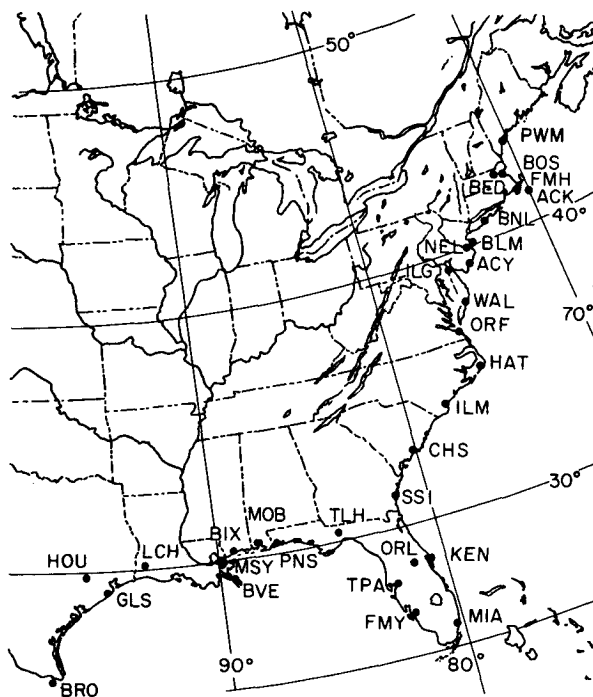 50°
PWM
BOS
BED
FMH
ACK
40°
BNL
NEL
BLM
ILG
ACY
WAL
70°
ORF
HAT
ILM
CHS
30°
SSI
MOB
TLH
BIX
HOU
LCH
MSY
PNS
ORL
KEN
BVE
TPA
GLS
FMY
MIA
90°
80°
BRO